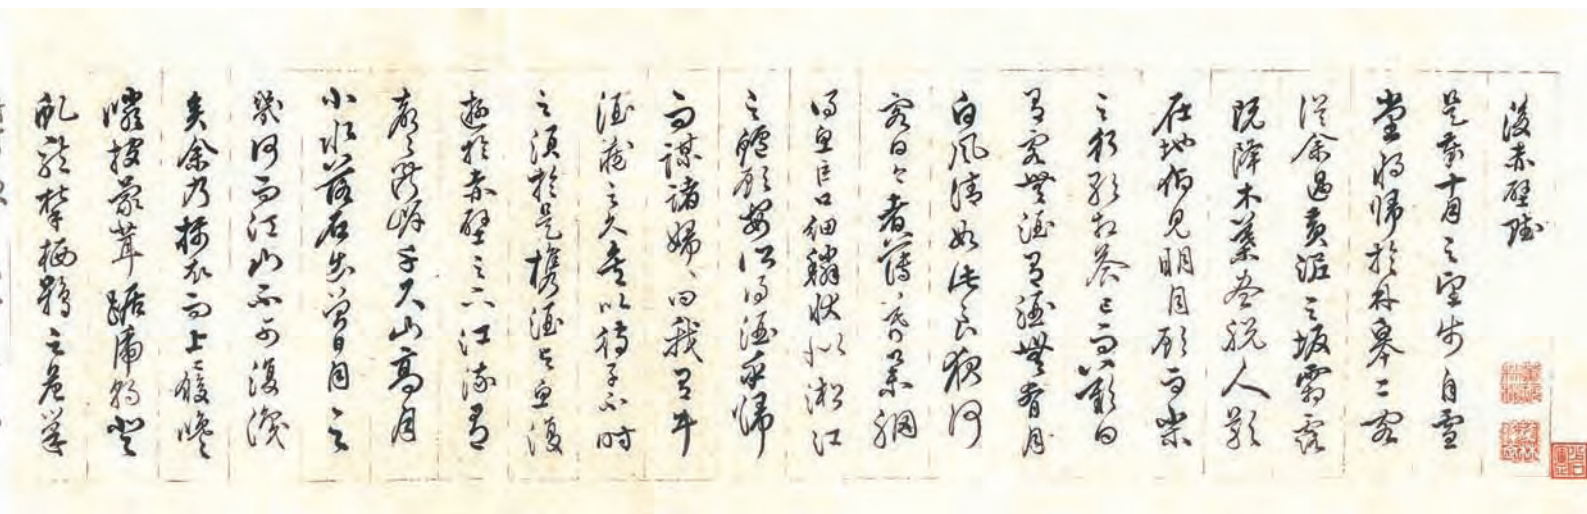 後赤壁賦
是歲十月之望步自雪
堂將歸於臨皋二客
從余過黃泥之坂霜露
既降木葉盡脫人影
在地仰見明月顧而樂
之行歌相答已而嘆曰
有客無酒有酒無肴月
白風清如此良夜何
客曰今者薄暮舉網
得魚巨口細鱗狀似淞江
之鱸顧安所得酒乎歸
而謀諸婦、曰我有斗
酒藏之久矣以待子不時
之須於是攜酒與魚復
遊於赤壁之下江流有
聲斷岸千尺山高月
小水落石出曾日月之
幾何而江山不可復識
矣余乃攝衣而上履巉
巖披蒙茸踞虎豹登
虬龍攀栖鶻之危巢